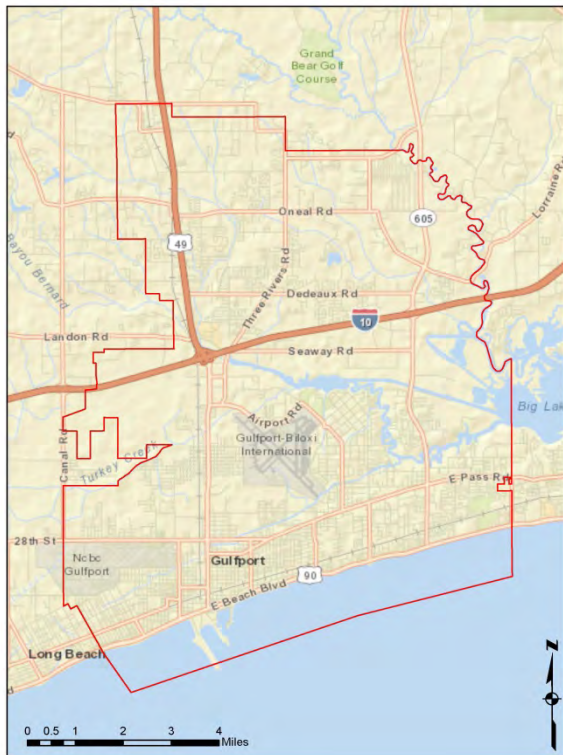 Grand
Bear Golf
Course
Oneal Rd
605
Lorraine Rd
49
Bayou Bernard
Three Rivers Rd
Dedeaux Rd
10
Landon Rd
Seaway Rd
Big Lak
Airport Rd
Gulfport-Biloxi
International
Canal Rd
Turkey Creek
E Pass Rd
28th St
Ncbc
Gulfport
Gulfport
90
E Beach Blvd
Long Beach
d
d
N
0 0.5 1 2 3 4
Miles